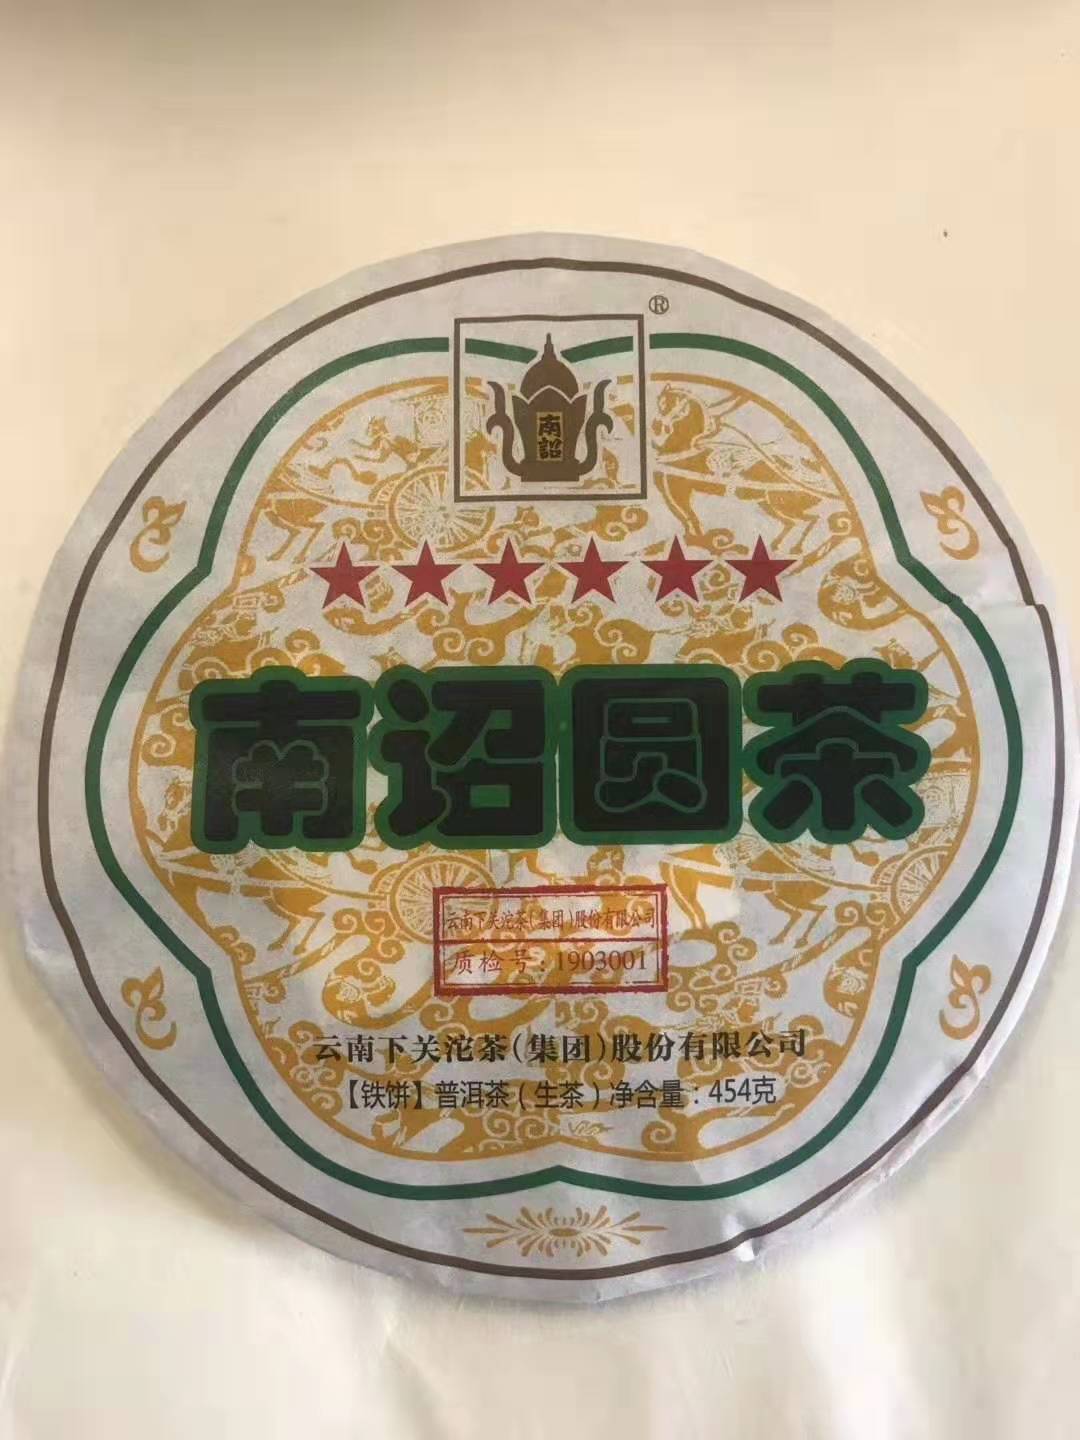 ®
南
詔
南诏圆茶
云南下关沱茶(集团)股份有限公司
质检号:1903001
云南下关沱茶(集团)股份有限公司
【铁饼】普洱茶(生茶)净含量:454克